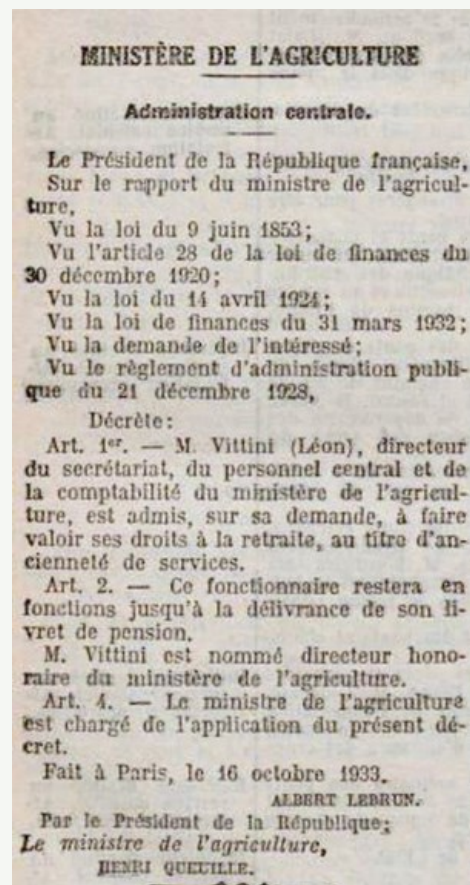 MINISTÈRE DE L'AGRICULTURE
Administration centrale.
Le Président de la République française,
Sur le rapport du ministre de l'agricul-
ture,
Vu la loi du 9 juin 1853;
Vu l'article 28 de la loi de finances du
30 décembre 1920;
Vu la loi du 14 avril 1924;
Vu la loi de finances du 31 mars 1932;
Vu la demande de l'intéressé;
Vu le règlement d'administration publi-
que du 21 décembre 1928,
Décrète:
Art. 1er. — M. Vittini (Léon), directeur
du secrétariat, du personnel central et de
la comptabilité du ministère de l'agricul-
ture, est admis, sur sa demande, à faire
valoir ses droits à la retraite, au titre d'an-
cienneté de services.
Art. 2. — Ce fonctionnaire restera en
fonctions jusqu'à la délivrance de son li-
vret de pension.
M. Vittini est nommé directeur hono-
raire du ministère de l'agriculture.
Art. 4. — Le ministre de l'agriculture
est chargé de l'application du présent dé-
cret.
Fait à Paris, le 16 octobre 1933.
ALBERT LEBRUN.
Par le Président de la République:
Le ministre de l'agriculture,
HENRI QUEUILLE.